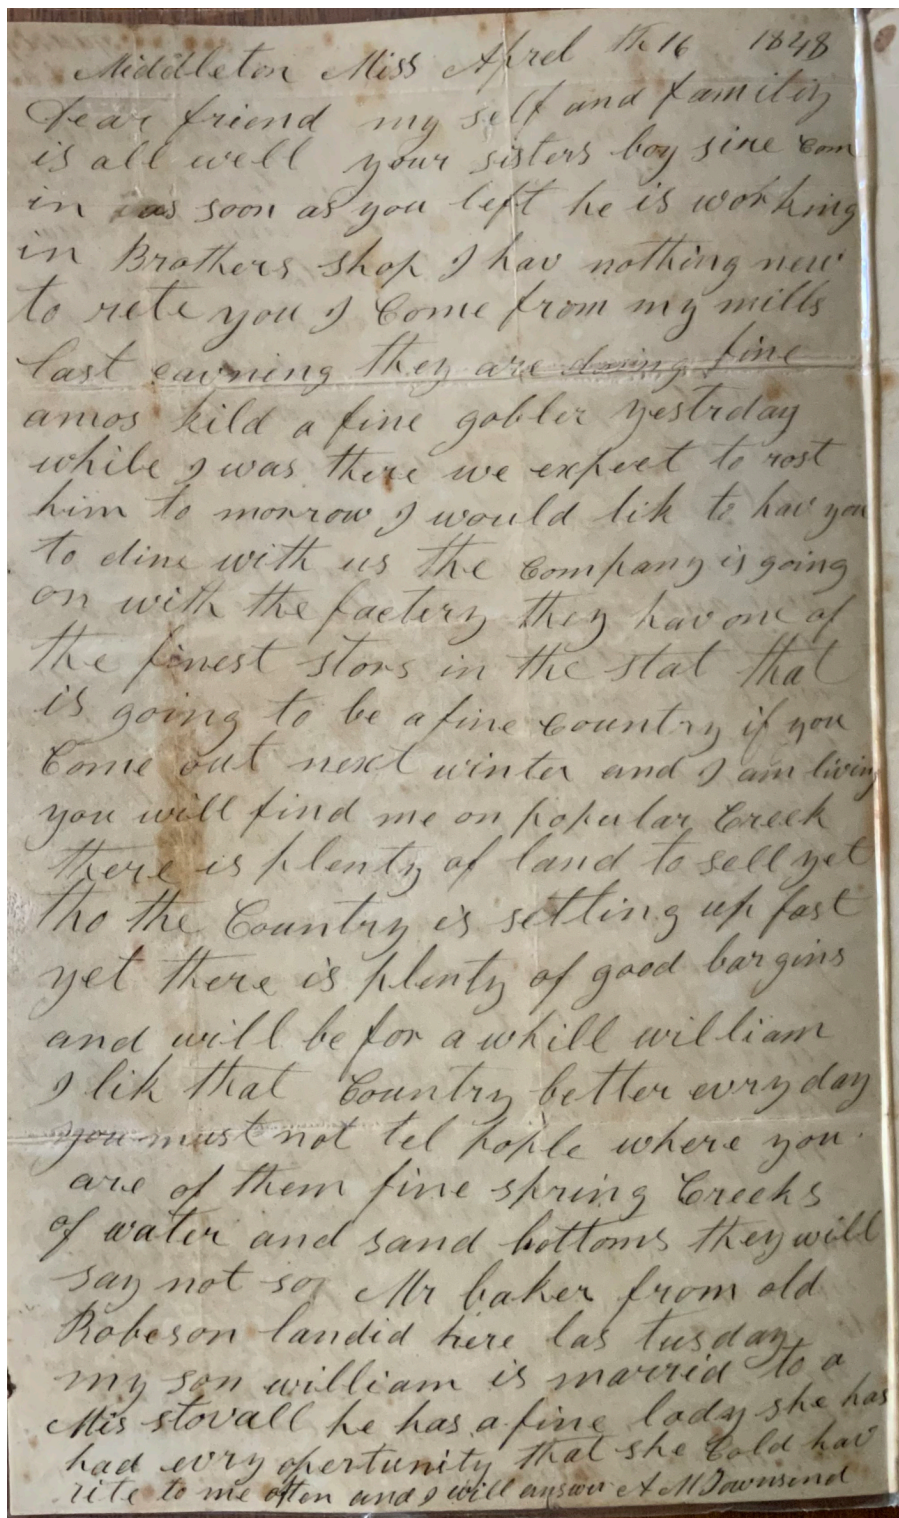 Middleton Miss Aprel th 16 1848
Dear friend my self and familiy
is all well your sisters boy sine com
in as soon as you left he is working
in Brothers shop I hav nothing new
to rete you I Come from my mills
last eavning they are doing fine
amos kild a fine gobler yestrday
while I was there we expect to rost
him to morrow I would lik to hav you
to dine with us the Company is going
on with the factery they hav one of
the finest stors in the stat that
is going to be a fine Country if you
Come out next winter and I am living
you will find me on popular Creek
there is plenty of land to sell yet
tho the Country is setting up fast
yet there is plenty of good bargins
and will be for a whill william
I lik that Country better evry day
you must not tel pople where you
are of them fine spring Creeks
of water and sand bottoms they will
say not so Mr baker from old
Robeson landid here las tusday
my son william is marrid to a
Mis stovall he has a fine lady she has
had evry opertunity that she Cold hav
rite to me often and I will answer A M Townsend